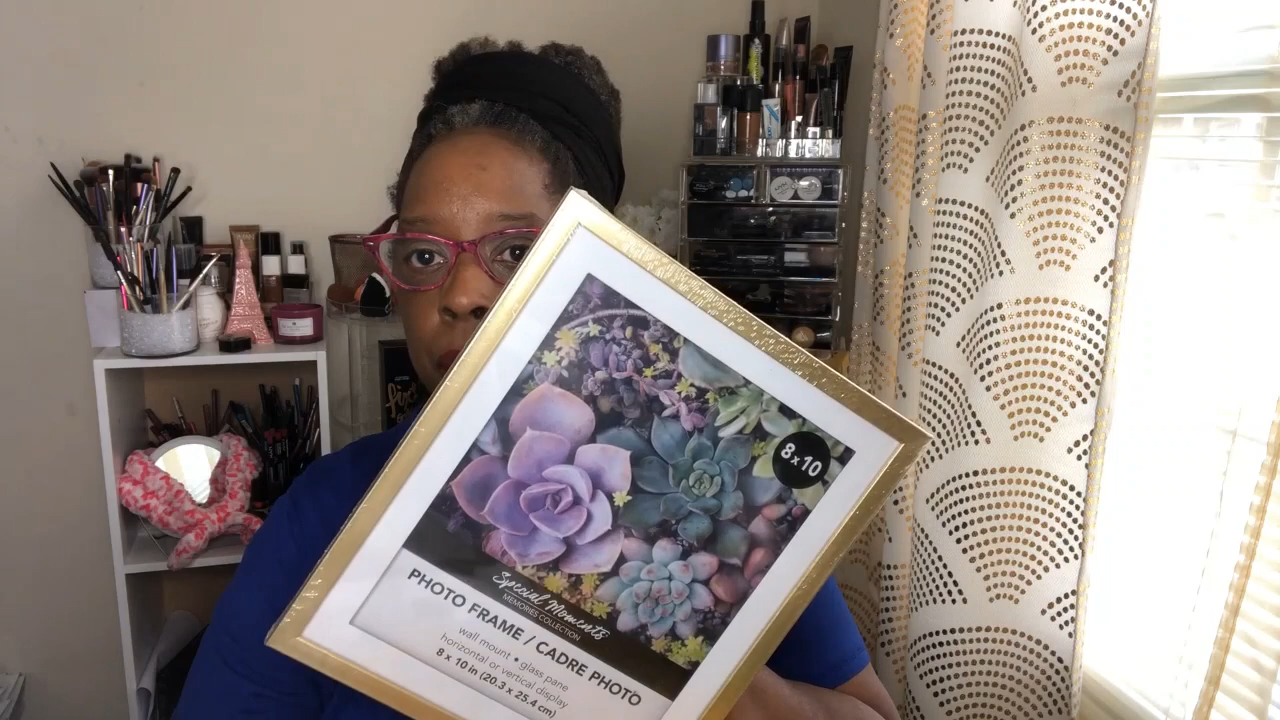 8x10
Special Moments
MEMORIES COLLECTION
PHOTO FRAME / CADRE PHOTO
wall mount • glass pane
horizontal or vertical display
8 x 10 in (20.3 x 25.4 cm)